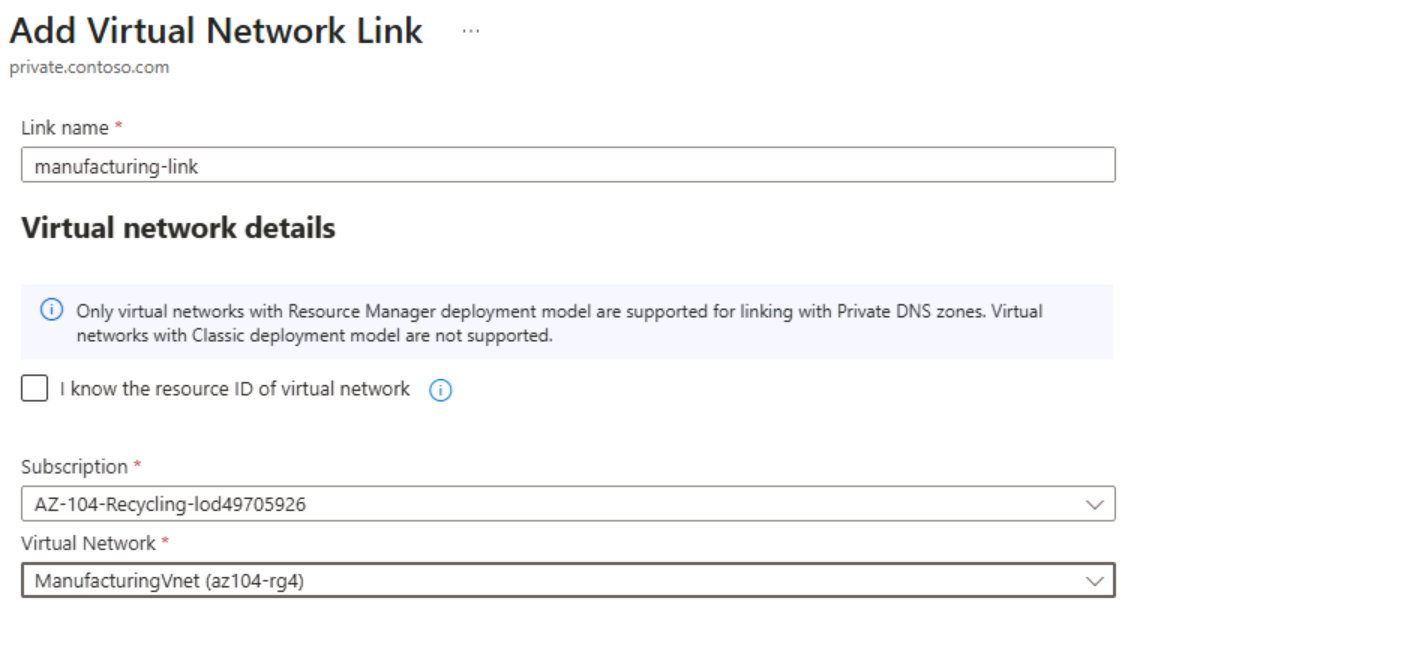 Add Virtual Network Link ...
private.contoso.com
Link name *
manufacturing-link
Virtual network details
Only virtual networks with Resource Manager deployment model are supported for linking with Private DNS zones. Virtual
networks with Classic deployment model are not supported.
I know the resource ID of virtual network
Subscription *
AZ-104-Recycling-lod49705926
Virtual Network *
ManufacturingVnet (az104-rg4)